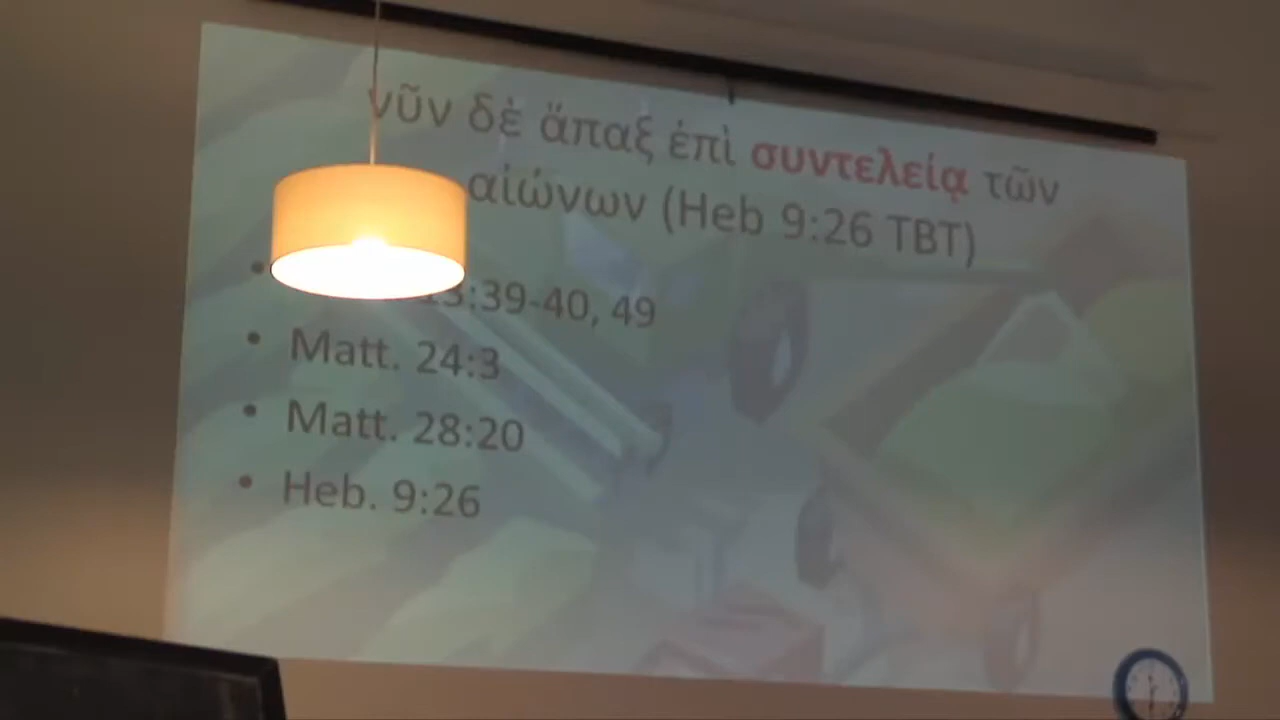 νῦν δὲ ἅπαξ ἐπὶ συντελείᾳ τῶν
αἰώνων (Heb 9:26 TBT)
• 13:39-40, 49
• Matt. 24:3
• Matt. 28:20
• Heb. 9:26